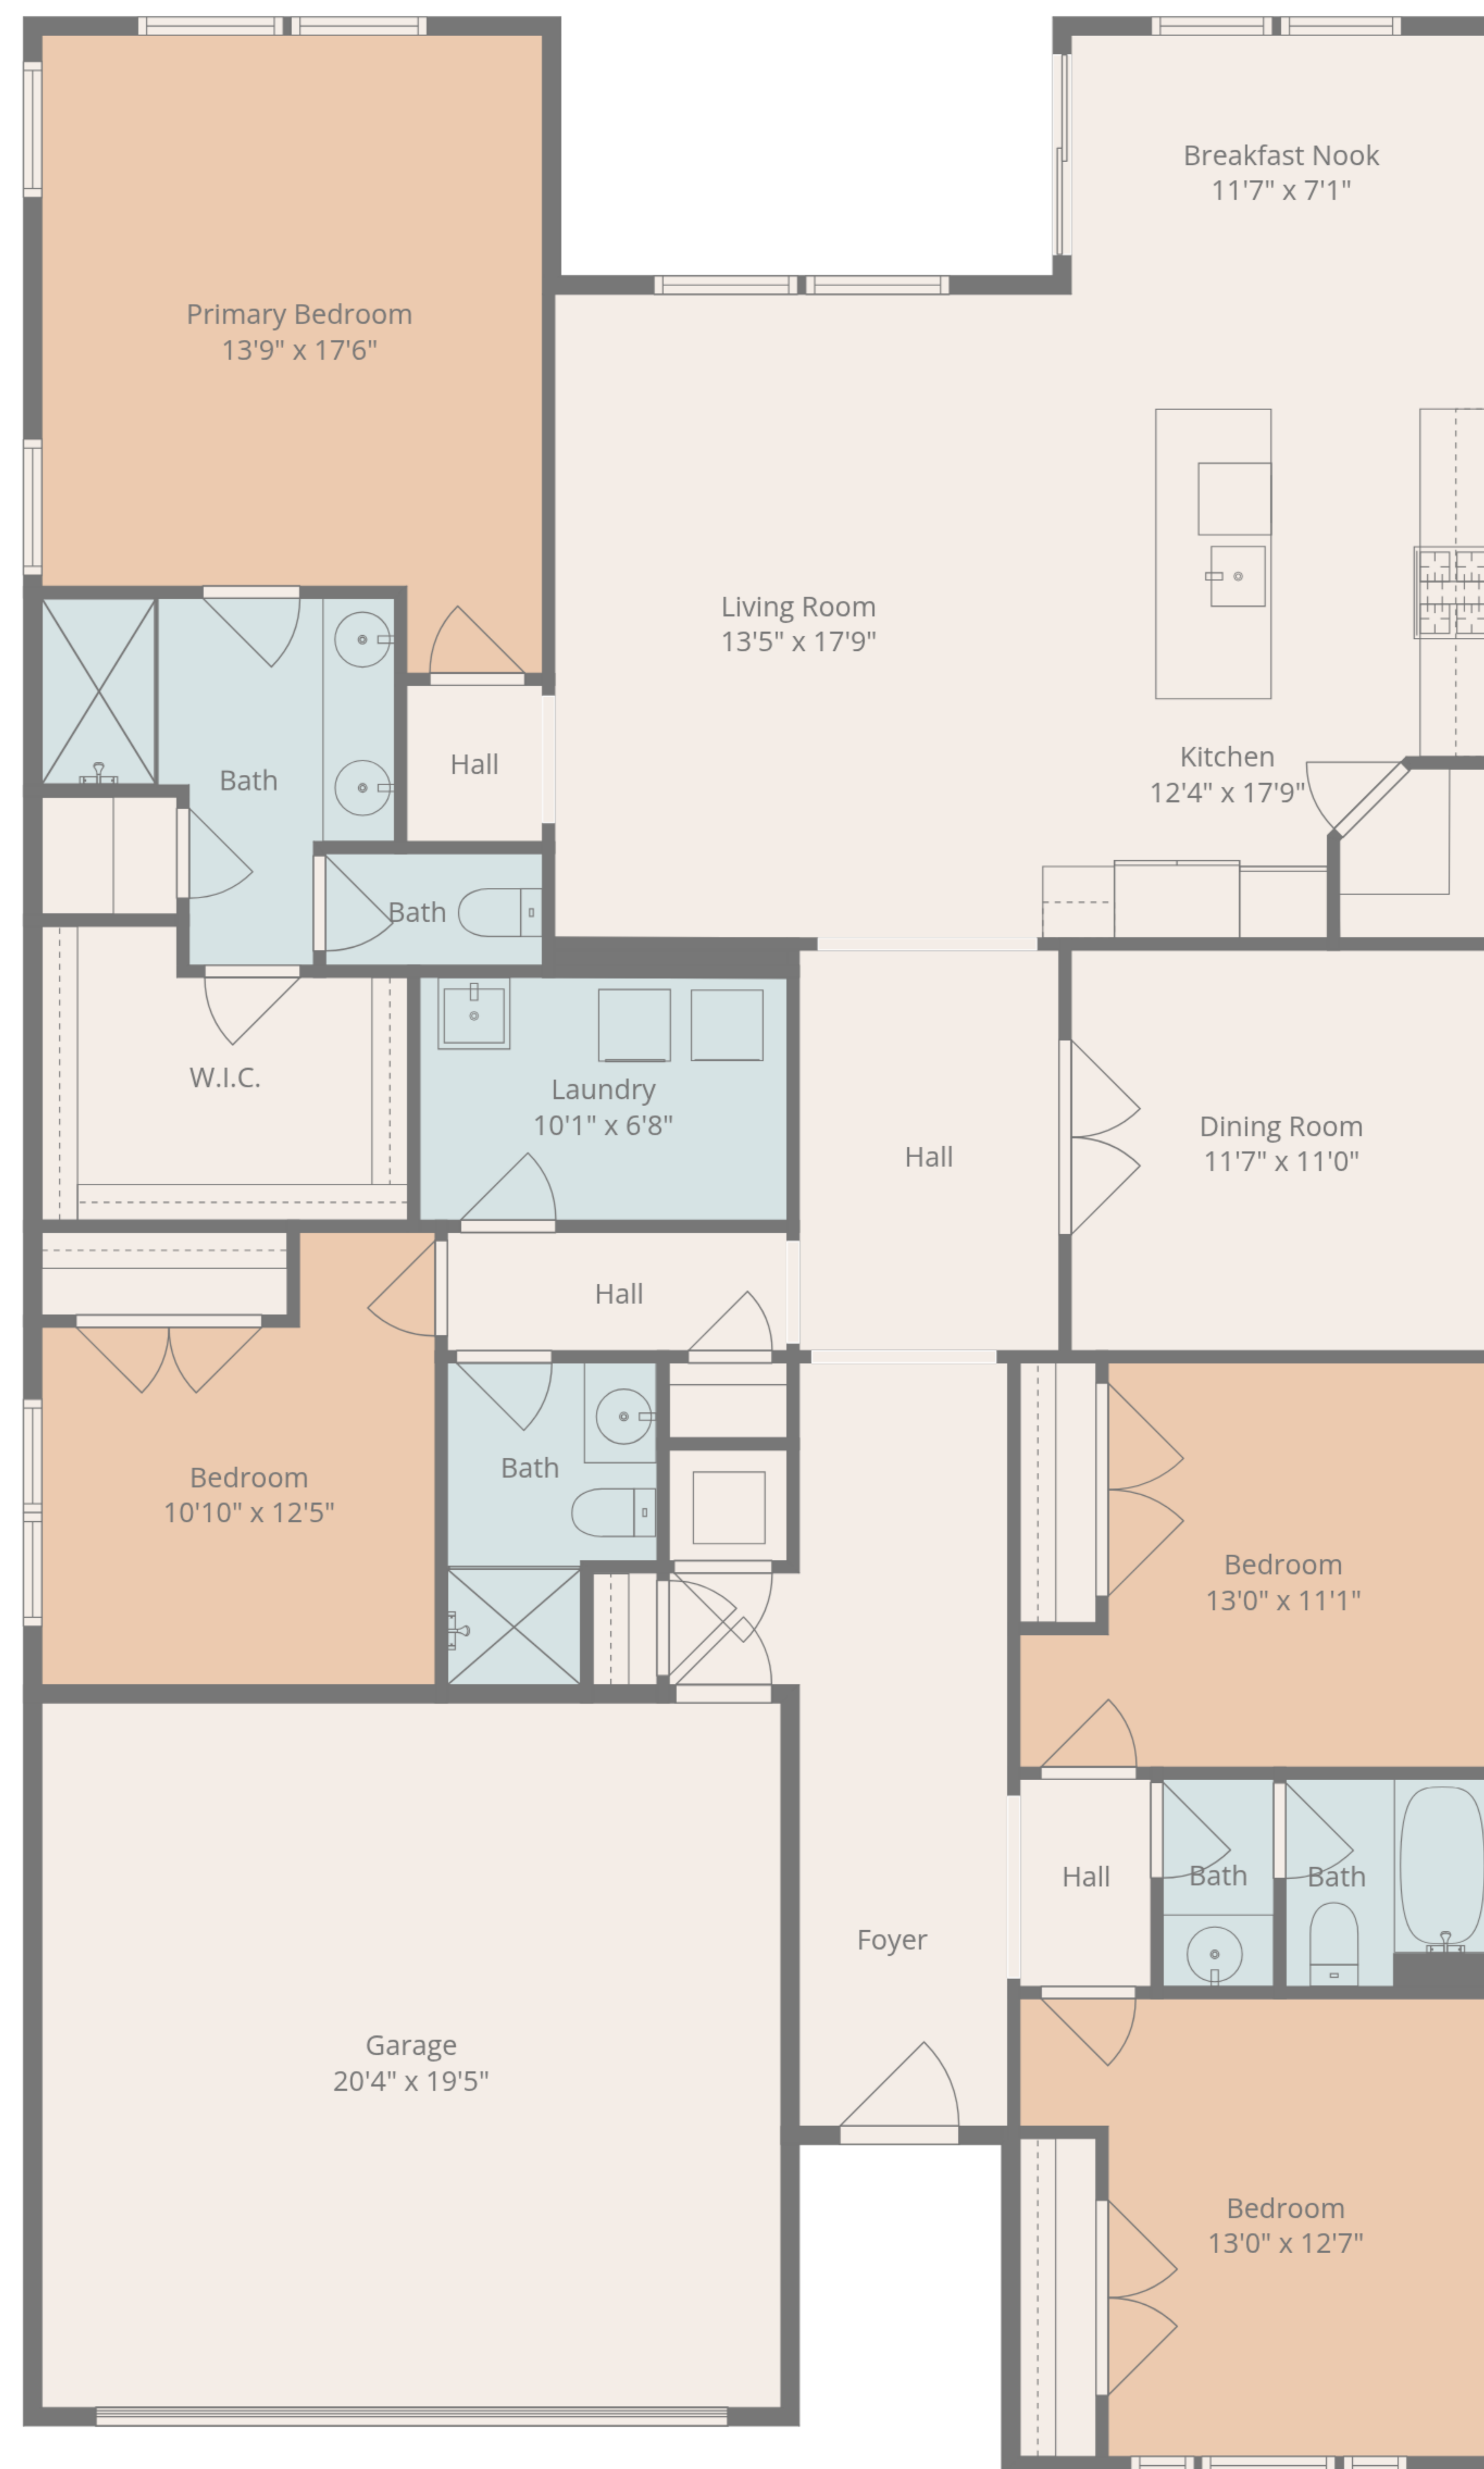 Breakfast Nook
11'7" x 7'1"
Primary Bedroom
13'9" x 17'6"
Living Room
13'5" x 17'9"
Kitchen
12'4" x 17'9"
Hall
Bath
Bath
W.I.C.
Laundry
10'1" x 6'8"
Hall
Dining Room
11'7" x 11'0"
Hall
Bedroom
10'10" x 12'5"
Bath
Bedroom
13'0" x 11'1"
Hall
Bath
Bath
Foyer
Garage
20'4" x 19'5"
Bedroom
13'0" x 12'7"